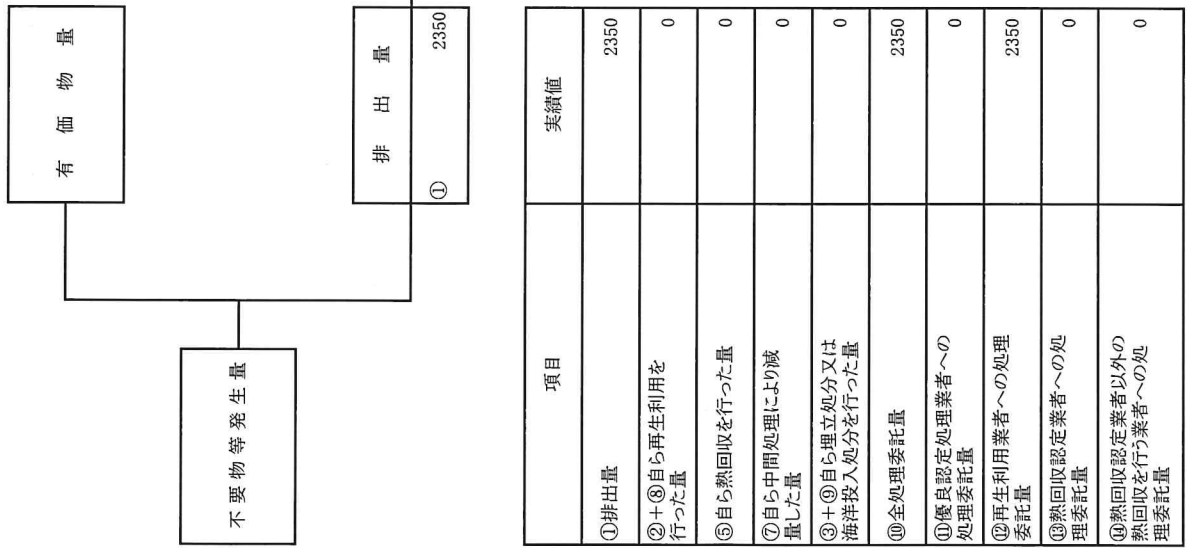 有価物量
不要物等発生量
排出量
① 2350
項目 実績値
①排出量 2350
②+⑧自ら再生利用を
行った量 0
⑤自ら熱回収を行った量 0
⑦自ら中間処理により減
量した量 0
③+⑨自ら埋立処分又は
海洋投入処分を行った量 0
⑩全処理委託量 2350
⑪優良認定処理業者への
処理委託量 0
⑫再生利用業者への処理
委託量 2350
⑬熱回収認定業者への処
理委託量 0
⑭熱回収認定業者以外の
熱回収を行う業者への処
理委託量 0